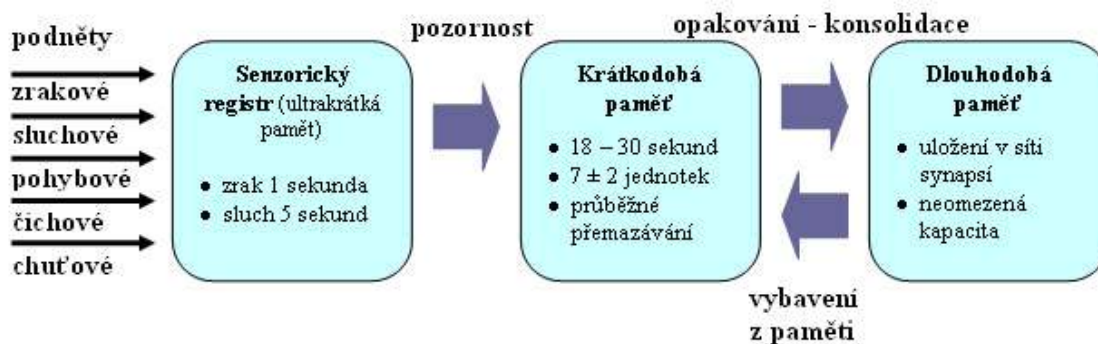 podněty
zrakové
sluchové
pohybové
čichové
chuťové
Senzorický
registr (ultrakrátká
pamět)
• zrak 1 sekunda
• sluch 5 sekund
pozornost
Krátkodobá
paměť
• 18 – 30 sekund
• 7 ± 2 jednotek
• průběžné
přemazávání
opakování - konsolidace
Dlouhodobá
paměť
• uložení v síti
synapsí
• neomezená
kapacita
vybavení
z paměti